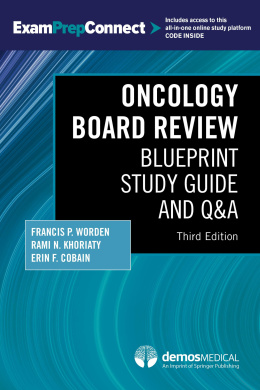 ExamPrepConnect
Includes access to this
all-in-one online study platform
CODE INSIDE
ONCOLOGY
BOARD REVIEW
BLUEPRINT
STUDY GUIDE
AND Q&A
Third Edition
FRANCIS P. WORDEN
RAMI N. KHORIATY
ERIN F. COBAIN
demosMEDICAL
An Imprint of Springer Publishing